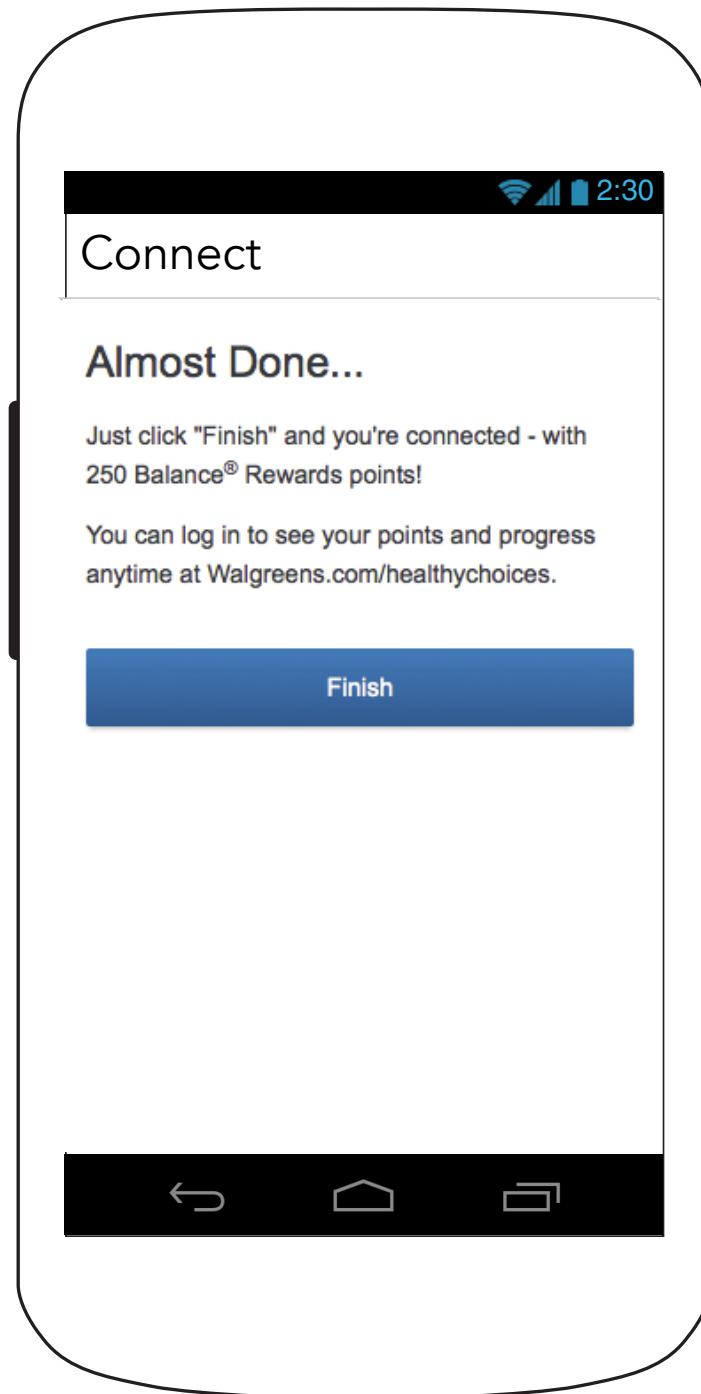 2:30
Connect
Almost Done...
Just click "Finish" and you're connected - with
250 Balance® Rewards points!
You can log in to see your points and progress
anytime at Walgreens.com/healthychoices.
Finish